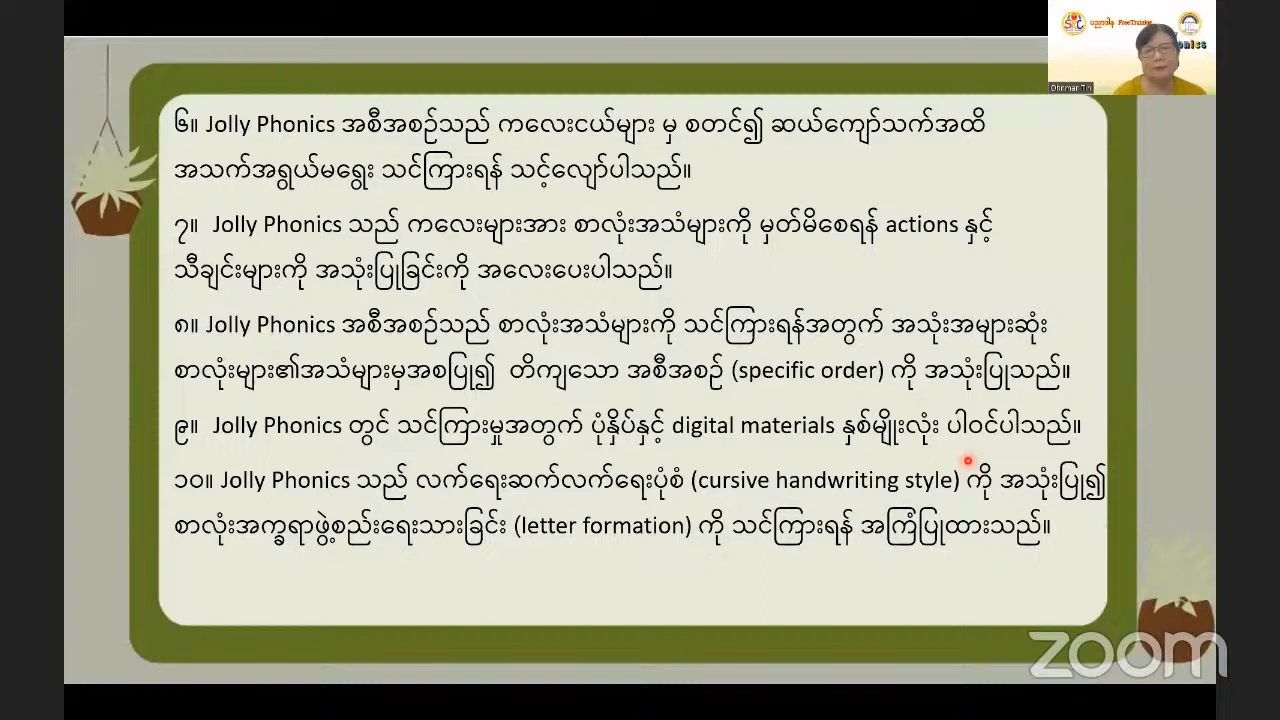 ပညာဒါန FreeTraining
STC
onics
Ohnmar Tin
၆။ Jolly Phonics အစီအစဉ်သည် ကလေးငယ်များ မှ စတင်၍ ဆယ်ကျော်သက်အထိ
အသက်အရွယ်မရွေး သင်ကြားရန် သင့်လျော်ပါသည်။
၇။ Jolly Phonics သည် ကလေးများအား စာလုံးအသံများကို မှတ်မိစေရန် actions နှင့်
သီချင်းများကို အသုံးပြုခြင်းကို အလေးပေးပါသည်။
၈။ Jolly Phonics အစီအစဉ်သည် စာလုံးအသံများကို သင်ကြားရန်အတွက် အသုံးအများဆုံး
စာလုံးများ၏အသံများမှအစပြု၍ တိကျသော အစီအစဉ် (specific order) ကို အသုံးပြုသည်။
၉။ Jolly Phonics တွင် သင်ကြားမှုအတွက် ပုံနှိပ်နှင့် digital materials နှစ်မျိုးလုံး ပါဝင်ပါသည်။
၁၀။ Jolly Phonics သည် လက်ရေးဆက်လက်ရေးပုံစံ (cursive handwriting style) ကို အသုံးပြု၍
စာလုံးအက္ခရာဖွဲ့စည်းရေးသားခြင်း (letter formation) ကို သင်ကြားရန် အကြံပြုထားသည်။
zoom